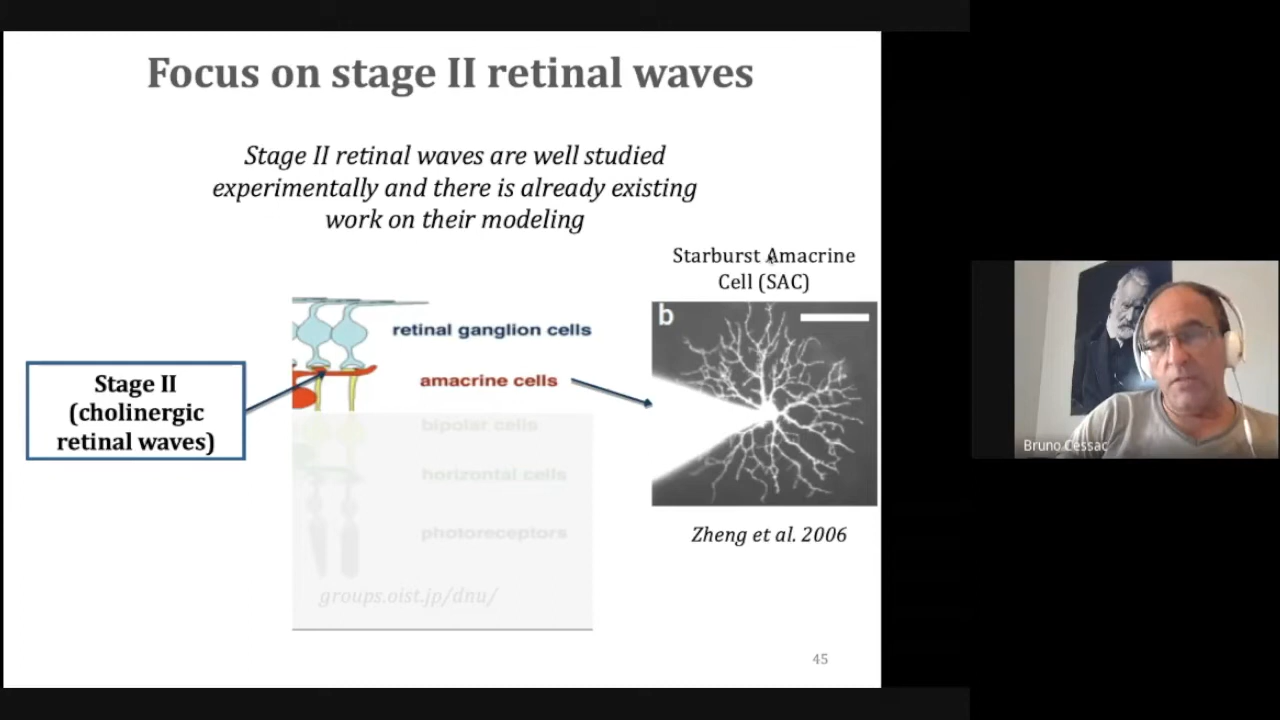 Focus on stage II retinal waves
Stage II retinal waves are well studied
experimentally and there is already existing
work on their modeling
Starburst Amacrine
Cell (SAC)
b
retinal ganglion cells
amacrine cells
Stage II
(cholinergic
retinal waves)
bipolar cells
horizontal cells
photoreceptors
groups.oist.jp/dnu/
Zheng et al. 2006
45
Bruno Cessac